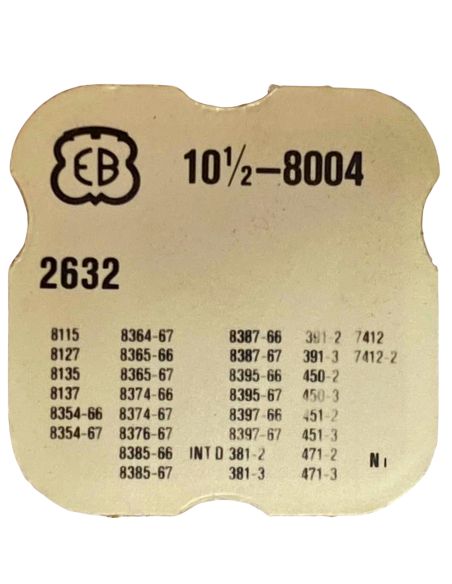 EB 10½-8004
2632
8115 8364-67 8387-66 391-2 7412
8127 8365-66 8387-67 391-3 7412-2
8135 8365-67 8395-66 450-2
8137 8374-66 8395-67 450-3
8354-66 8374-67 8397-66 451-2
8354-67 8376-67 8397-67 451-3
8385-66 INT D 381-2 471-2 N I
8385-67 381-3 471-3